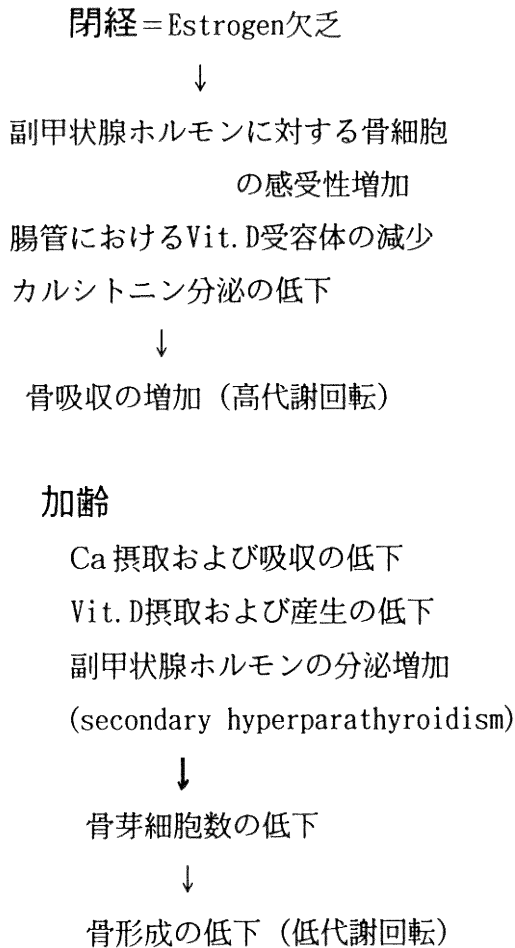 閉経=Estrogen欠乏
↓
副甲状腺ホルモンに対する骨細胞
の感受性増加
腸管におけるVit.D受容体の減少
カルシトニン分泌の低下
↓
骨吸収の増加（高代謝回転）
加齢
Ca摂取および吸収の低下
Vit.D摂取および産生の低下
副甲状腺ホルモンの分泌増加
(secondary hyperparathyroidism)
↓
骨芽細胞数の低下
↓
骨形成の低下（低代謝回転）